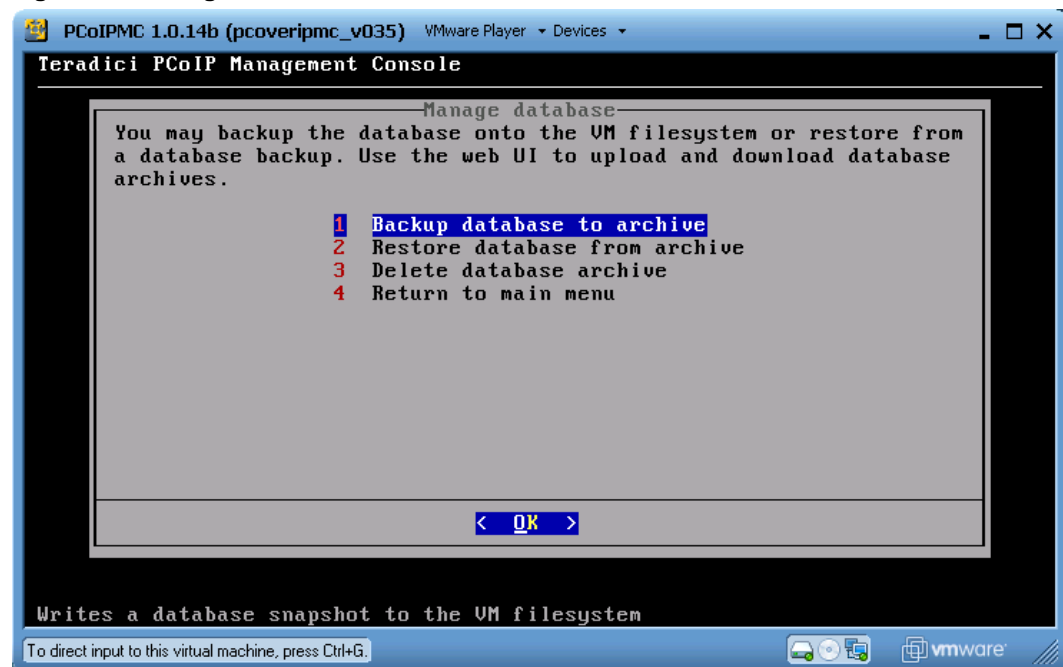 PCoIPMC 1.0.14b (pcoveripmc_v035) VMware Player Devices
Teradici PCoIP Management Console
Manage database
You may backup the database onto the VM filesystem or restore from
a database backup. Use the web UI to upload and download database
archives.
1 Backup database to archive
2 Restore database from archive
3 Delete database archive
4 Return to main menu
< OK >
Writes a database snapshot to the VM filesystem
To direct input to this virtual machine, press Ctrl+G. vmware